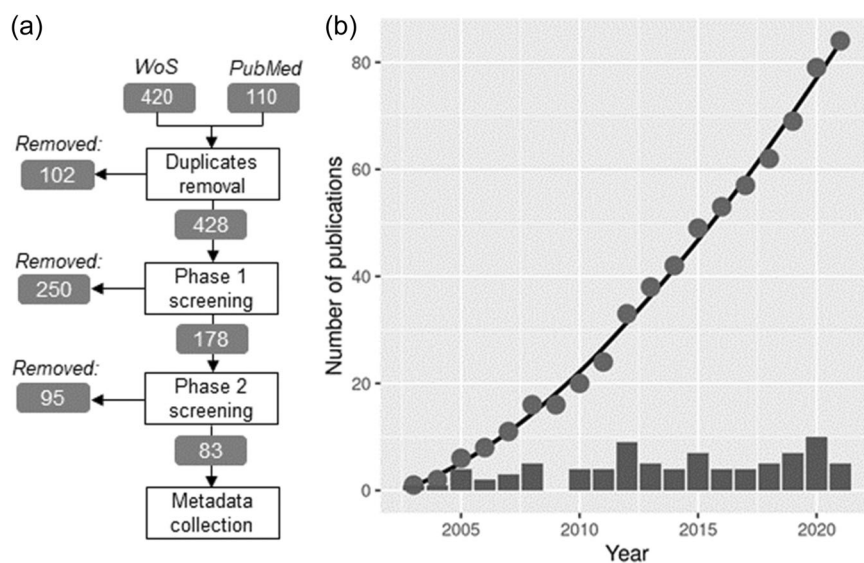 (a)
WoS
PubMed
420
110
Removed:
102
Duplicates
removal
428
Removed:
250
Phase 1
screening
178
Removed:
95
Phase 2
screening
83
Metadata
collection
(b)
Number of publications
80
60
40
20
0
2005
2010
2015
2020
Year